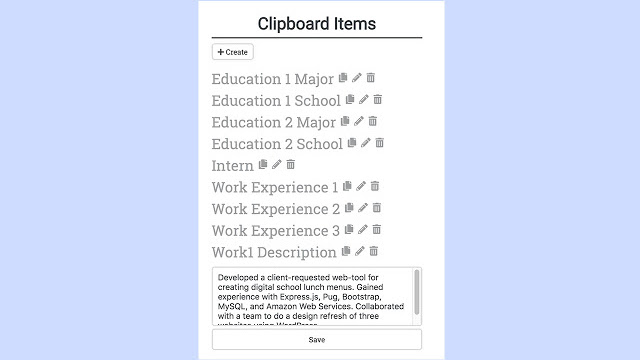 Clipboard Items
+ Create
Education 1 Major
Education 1 School
Education 2 Major
Education 2 School
Intern
Work Experience 1
Work Experience 2
Work Experience 3
Work1 Description
Developed a client-requested web-tool for
creating digital school lunch menus. Gained
experience with Express.js, Pug, Bootstrap,
MySQL, and Amazon Web Services. Collaborated
with a team to do a design refresh of three
websites using WordPress
Save